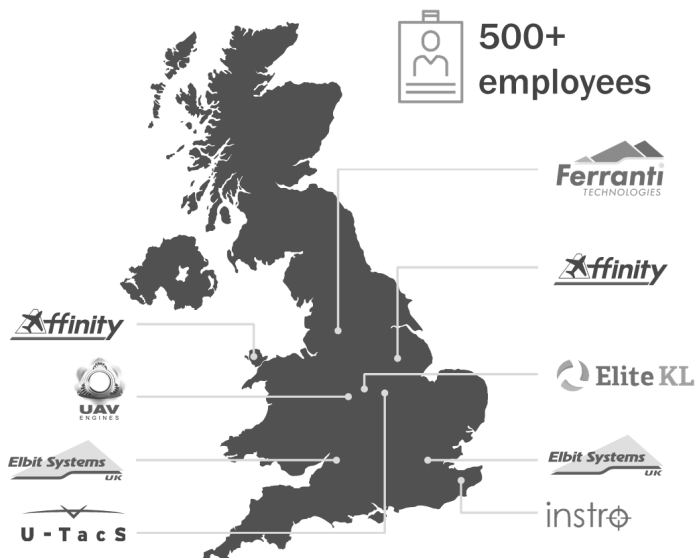 500+
employees
Ferranti
TECHNOLOGIES
Affinity
Affinity
Elite KL
UAV
ENGINES
Elbit Systems
UK
Elbit Systems
UK
U-TacS
instro